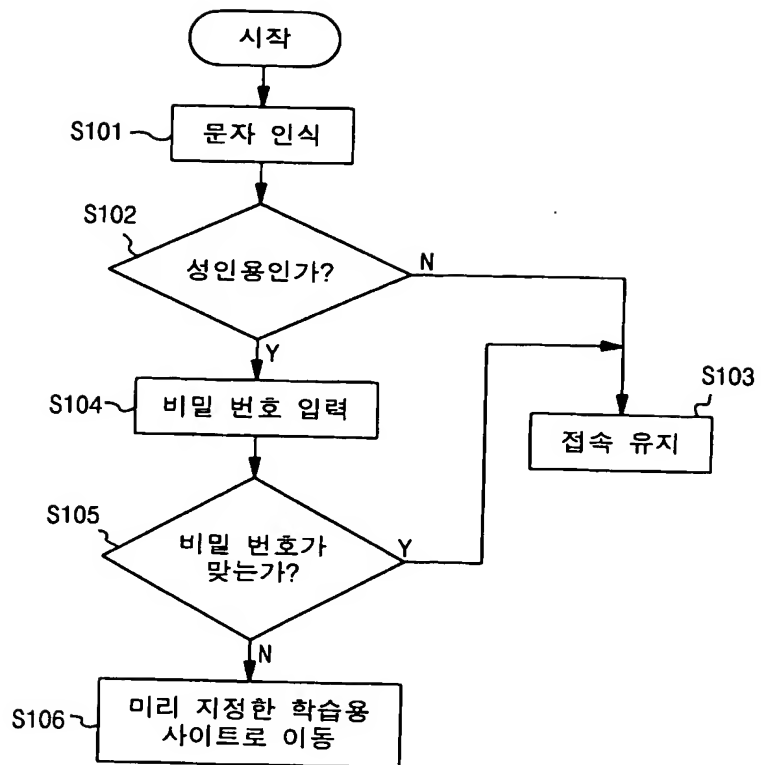 시작
S101
문자 인식
S102
성인용인가?
N
Y
S104
비밀 번호 입력
S103
접속 유지
S105
비밀 번호가
맞는가?
Y
N
S106
미리 지정한 학습용
사이트로 이동